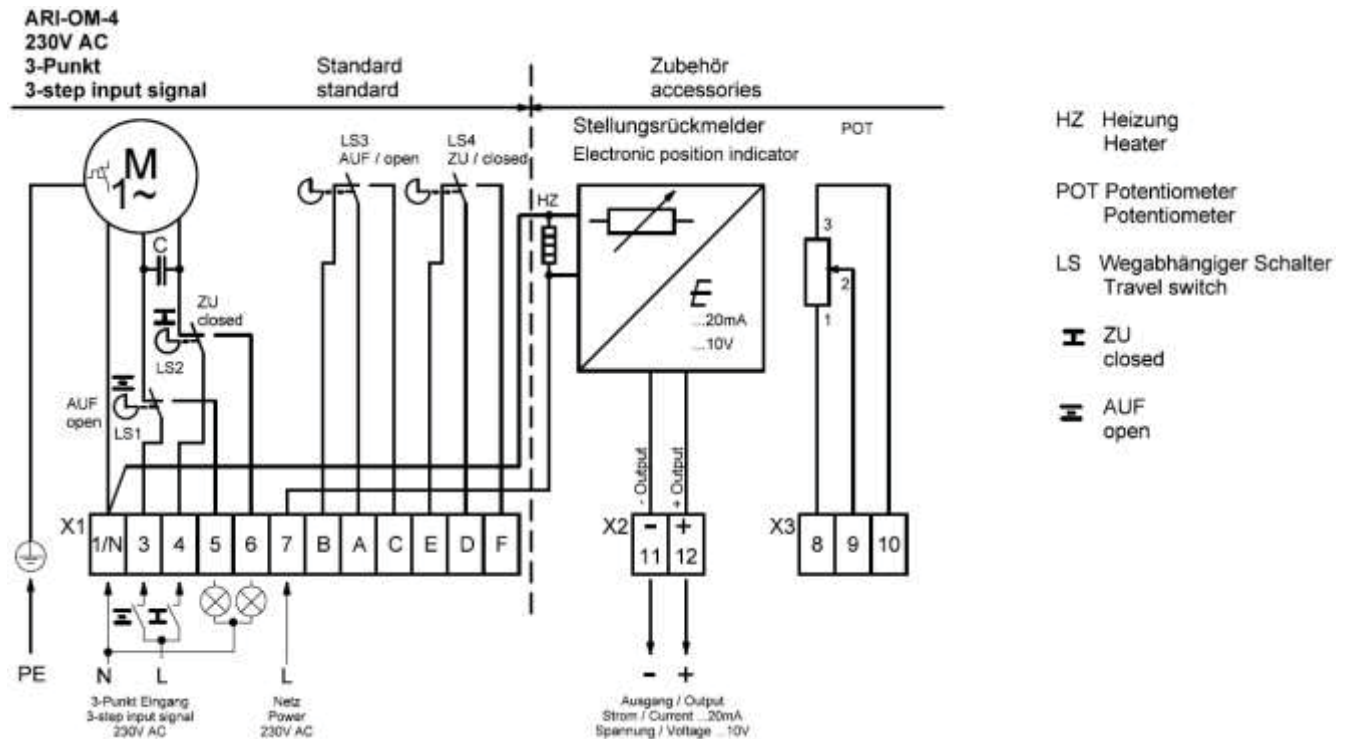 ARI-OM-4
230V AC
3-Punkt
3-step input signal
Standard
standard
Zubehör
accessories
M
1~
C
ZU
closed
LS2
AUF
open
LS1
LS3
AUF / open
LS4
ZU / closed
HZ
Stellungsrückmelder
Electronic position indicator
E
...20mA
...10V
POT
3
2
1
- Output
+ Output
X1
1/N 3 4 5 6 7 B A C E D F
X2
- +
11 12
X3
8 9 10
PE
N L
3-Punkt Eingang
3-step input signal
230V AC
L
Netz
Power
230V AC
- +
Ausgang / Output
Strom / Current ...20mA
Spannung / Voltage ...10V
HZ Heizung
Heater
POT Potentiometer
Potentiometer
LS Wegabhängiger Schalter
Travel switch
ZU
closed
AUF
open